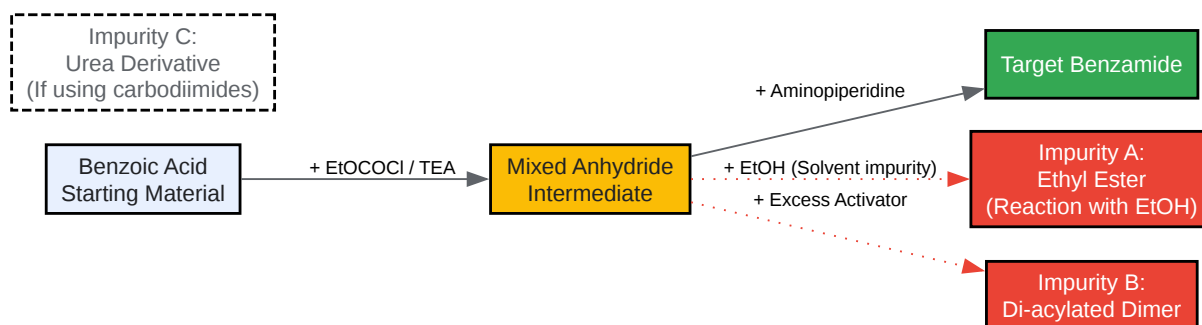 Impurity C:
Urea Derivative
(If using carbodiimides)
Benzoic Acid
Starting Material
+ EtOCOCl / TEA
Mixed Anhydride
Intermediate
+ Aminopiperidine
+ EtOH (Solvent impurity)
+ Excess Activator
Target Benzamide
Impurity A:
Ethyl Ester
(Reaction with EtOH)
Impurity B:
Di-acylated Dimer